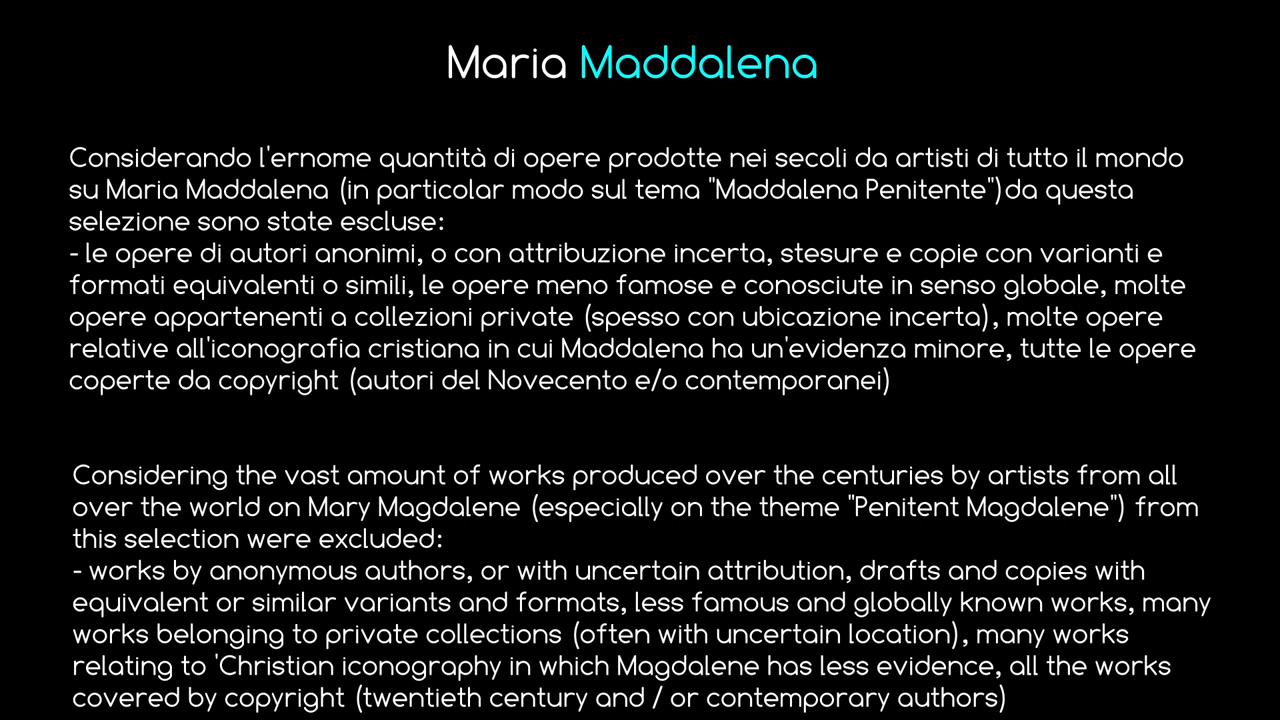 Maria Maddalena
Considerando l'ernome quantità di opere prodotte nei secoli da artisti di tutto il mondo
su Maria Maddalena (in particolar modo sul tema "Maddalena Penitente")da questa
selezione sono state escluse:
- le opere di autori anonimi, o con attribuzione incerta, stesure e copie con varianti e
formati equivalenti o simili, le opere meno famose e conosciute in senso globale, molte
opere appartenenti a collezioni private (spesso con ubicazione incerta), molte opere
relative all'iconografia cristiana in cui Maddalena ha un'evidenza minore, tutte le opere
coperte da copyright (autori del Novecento e/o contemporanei)
Considering the vast amount of works produced over the centuries by artists from all
over the world on Mary Magdalene (especially on the theme "Penitent Magdalene") from
this selection were excluded:
- works by anonymous authors, or with uncertain attribution, drafts and copies with
equivalent or similar variants and formats, less famous and globally known works, many
works belonging to private collections (often with uncertain location), many works
relating to 'Christian iconography in which Magdalene has less evidence, all the works
covered by copyright (twentieth century and / or contemporary authors)